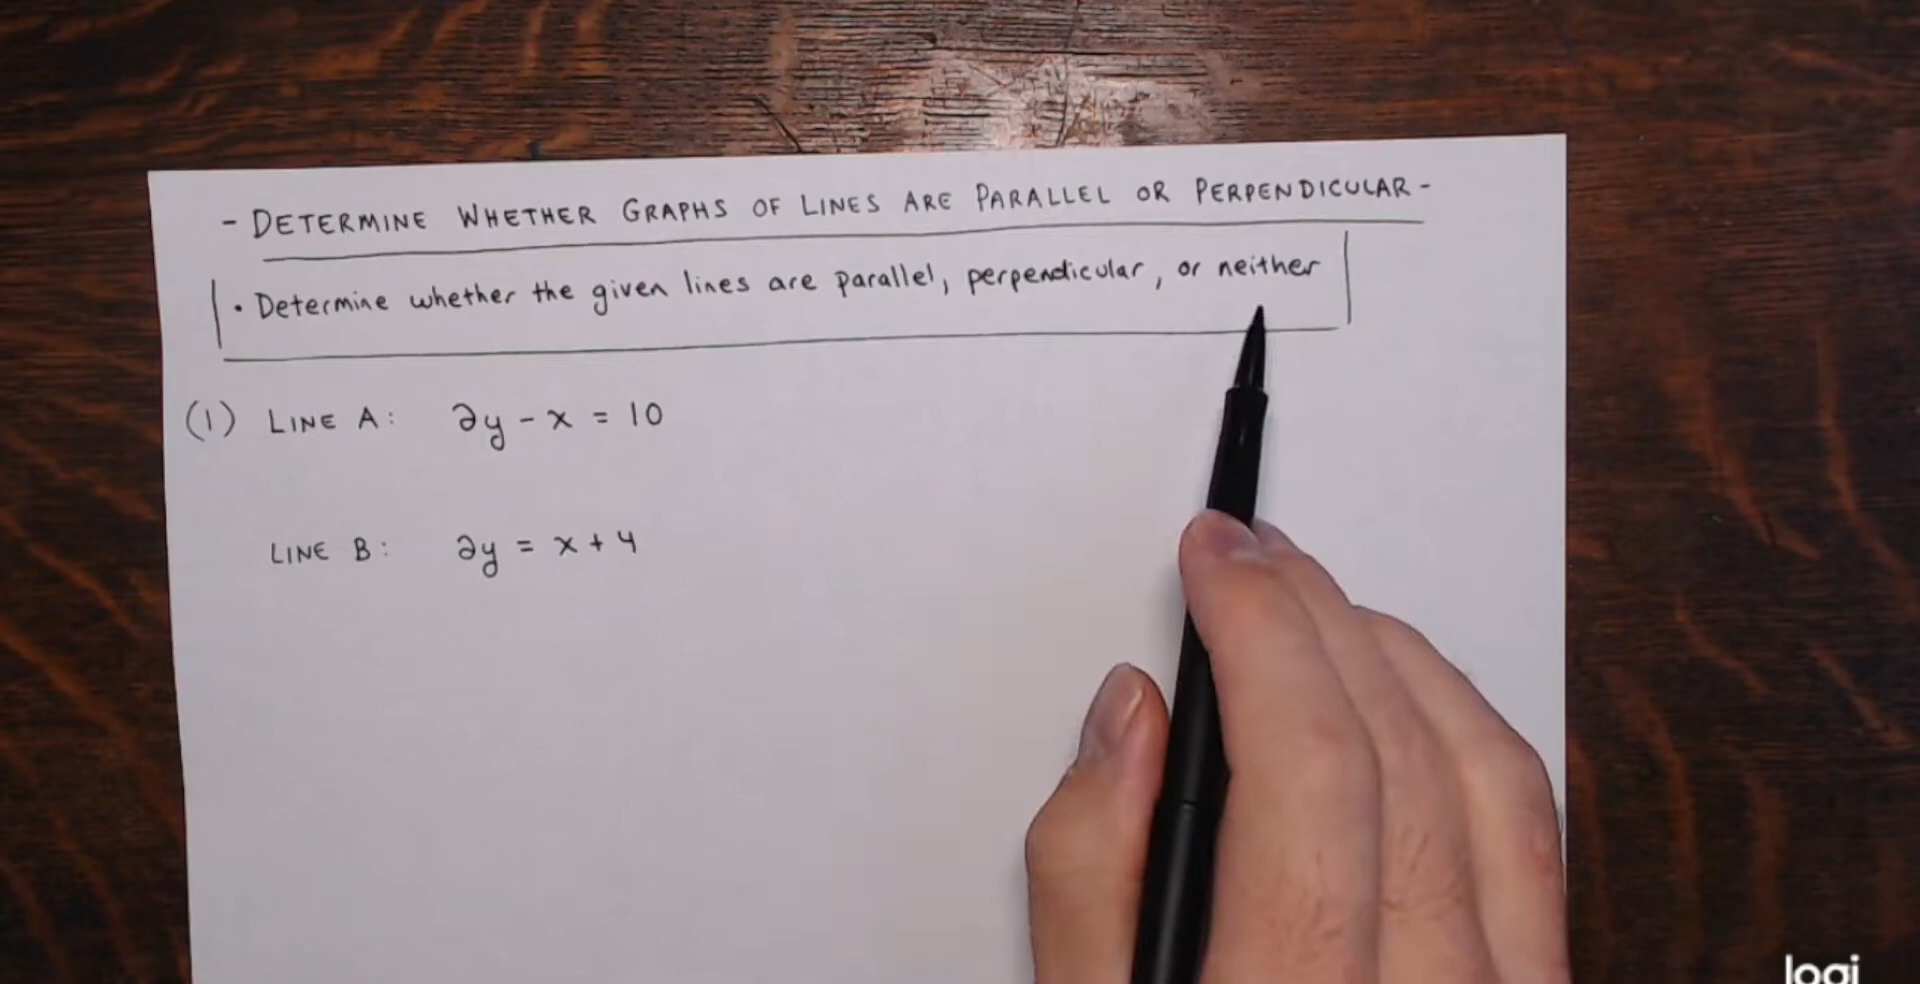 - DETERMINE WHETHER GRAPHS OF LINES ARE PARALLEL OR PERPENDICULAR -
• Determine whether the given lines are parallel, perpendicular, or neither
(1) LINE A: 2y - x = 10
LINE B: 2y = x + 4
logi